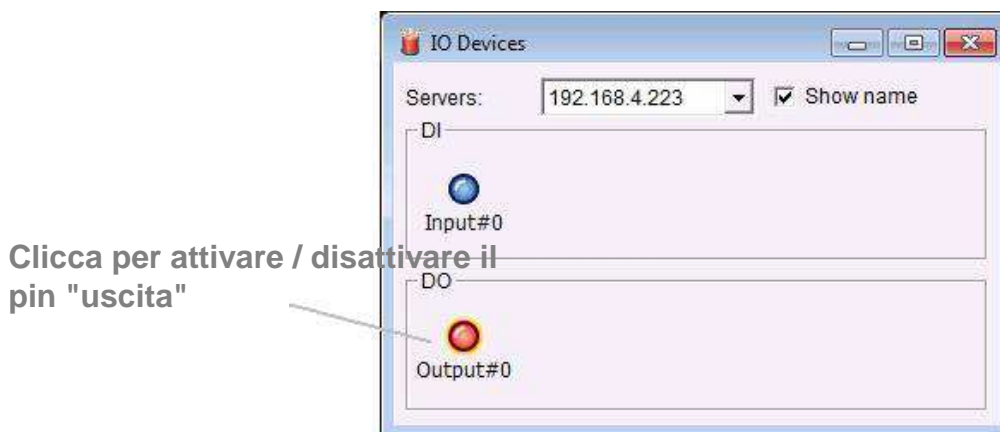 IO Devices
Servers: 192.168.4.223 Show name
DI
Input#0
Clicca per attivare / disattivare il
pin "uscita"
DO
Output#0